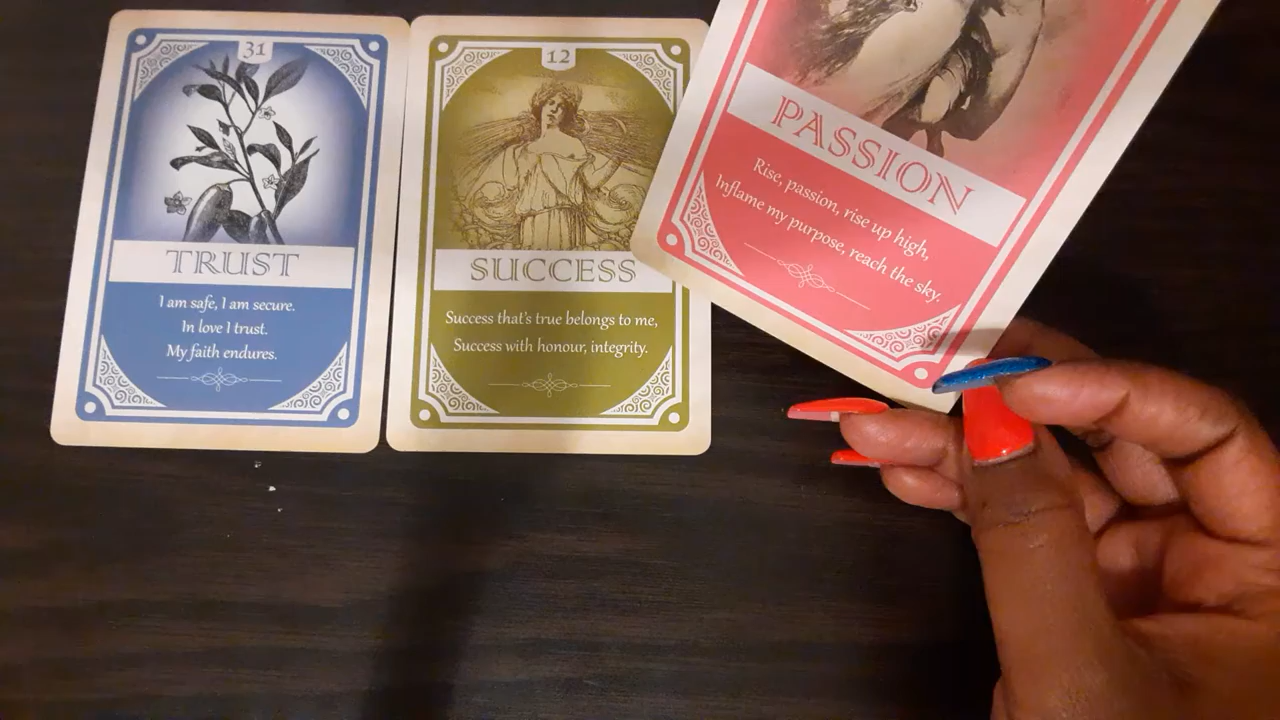 31
TRUST
I am safe, I am secure.
In love I trust.
My faith endures.
12
SUCCESS
Success that's true belongs to me,
Success with honour, integrity.
PASSION
Rise, passion, rise up high,
Inflame my purpose, reach the sky.